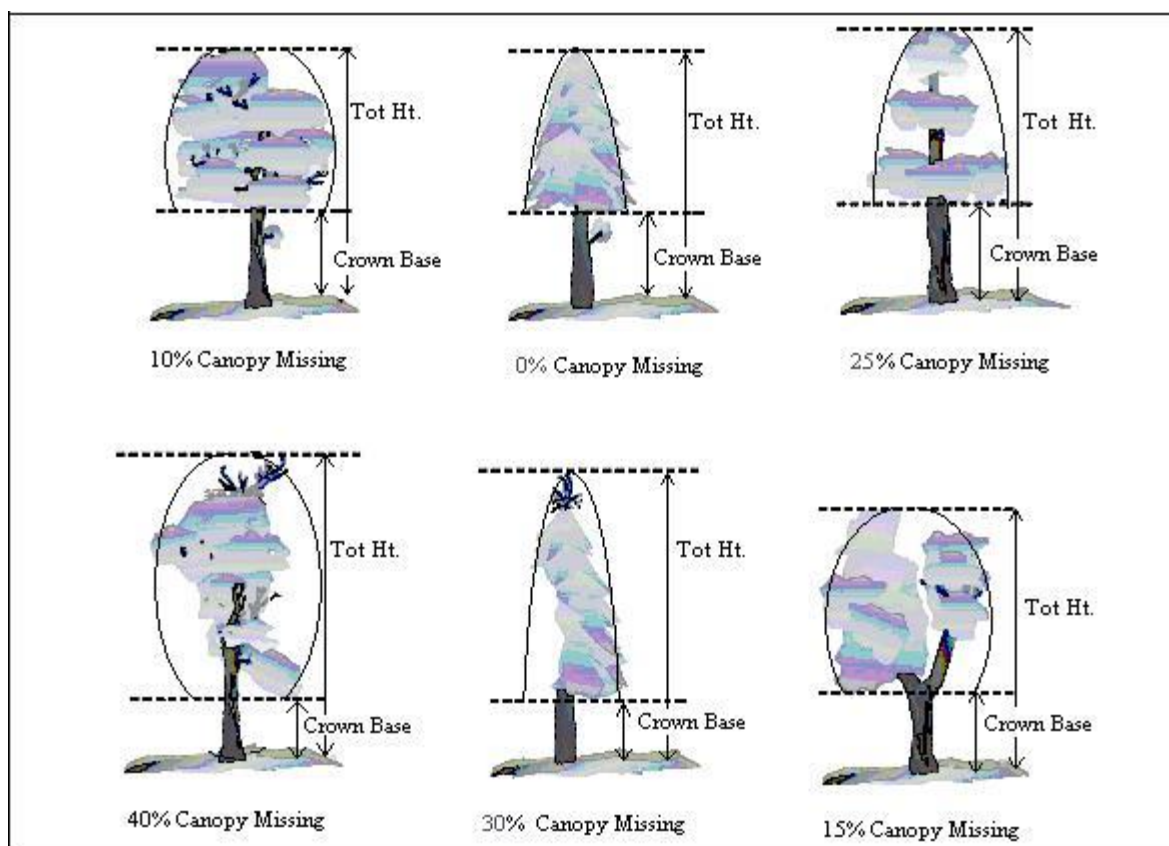 Tot Ht.
Crown Base
10% Canopy Missing
Tot Ht.
Crown Base
0% Canopy Missing
Tot Ht.
Crown Base
25% Canopy Missing
Tot Ht.
Crown Base
40% Canopy Missing
Tot Ht.
Crown Base
30% Canopy Missing
Tot Ht.
Crown Base
15% Canopy Missing